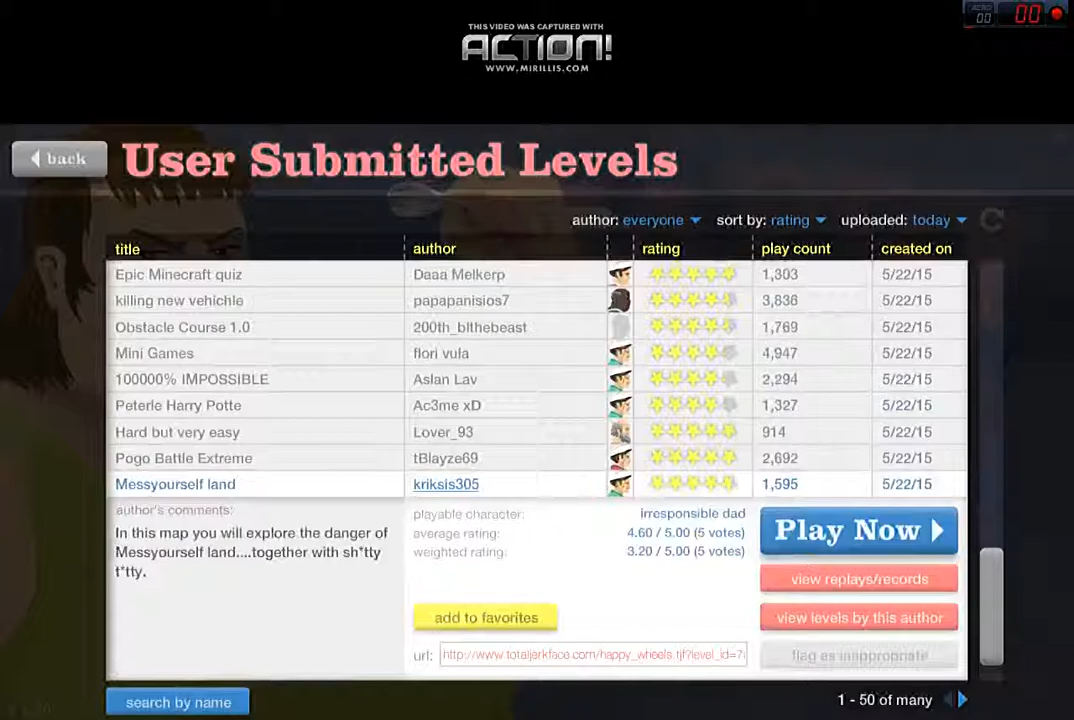 THIS VIDEO WAS CAPTURED WITH
ACTION!
WWW.MIRILLIS.COM
00
00
back
User Submitted Levels
author: everyone sort by: rating uploaded: today
title author rating play count created on
Epic Minecraft quiz Daaa Melkerp 1,303 5/22/15
killing new vehichle papapanisios7 3,836 5/22/15
Obstacle Course 1.0 200th_blthebeast 1,769 5/22/15
Mini Games flori vula 4,947 5/22/15
100000% IMPOSSIBLE Aslan Lav 2,294 5/22/15
Peterle Harry Potte Ac3me xD 1,327 5/22/15
Hard but very easy Lover_93 914 5/22/15
Pogo Battle Extreme tBlayze69 2,692 5/22/15
Messyourself land kriksis305 1,595 5/22/15
author's comments:
In this map you will explore the danger of
Messyourself land....together with sh*tty
t*tty.
playable character: irresponsible dad
average rating: 4.60 / 5.00 (5 votes)
weighted rating: 3.20 / 5.00 (5 votes)
add to favorites
url: http://www.totaljerkface.com/happy_wheels.tjf?level_id=7
Play Now
view replays/records
view levels by this author
flag as inappropriate
search by name
1 - 50 of many